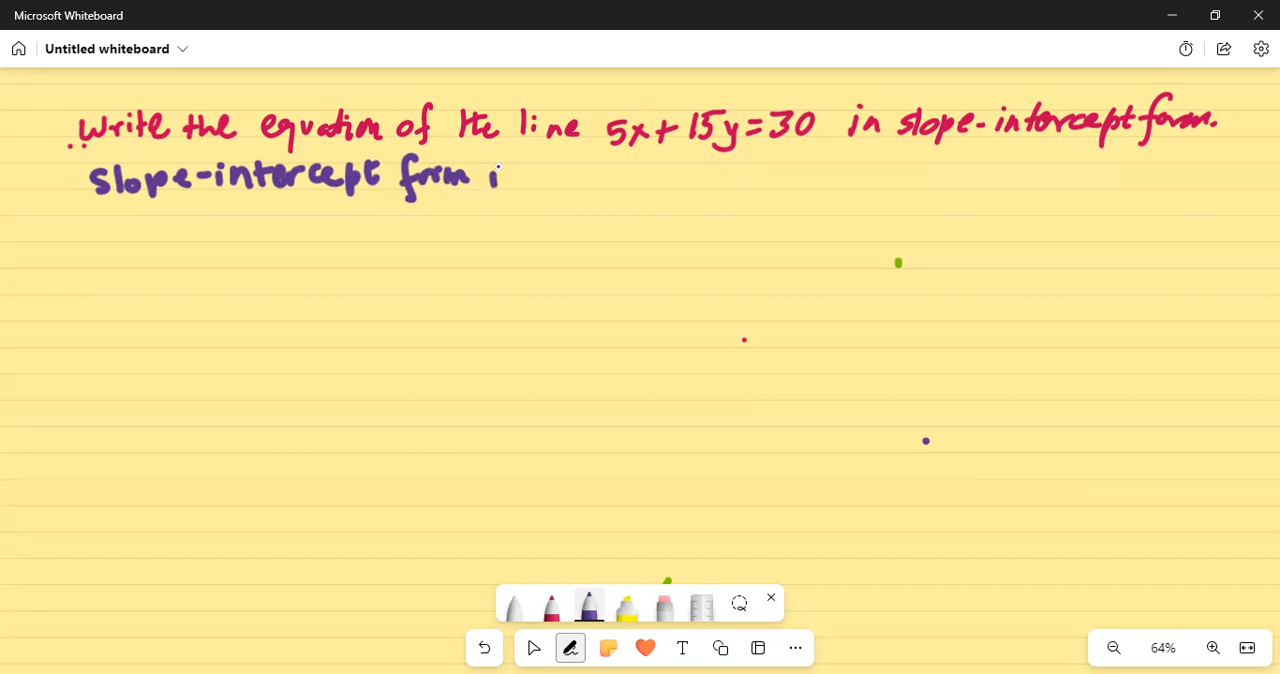 Microsoft Whiteboard
Untitled whiteboard
Write the equation of the line 5x+15y=30 in slope-intercept form.
slope-intercept form i
64%